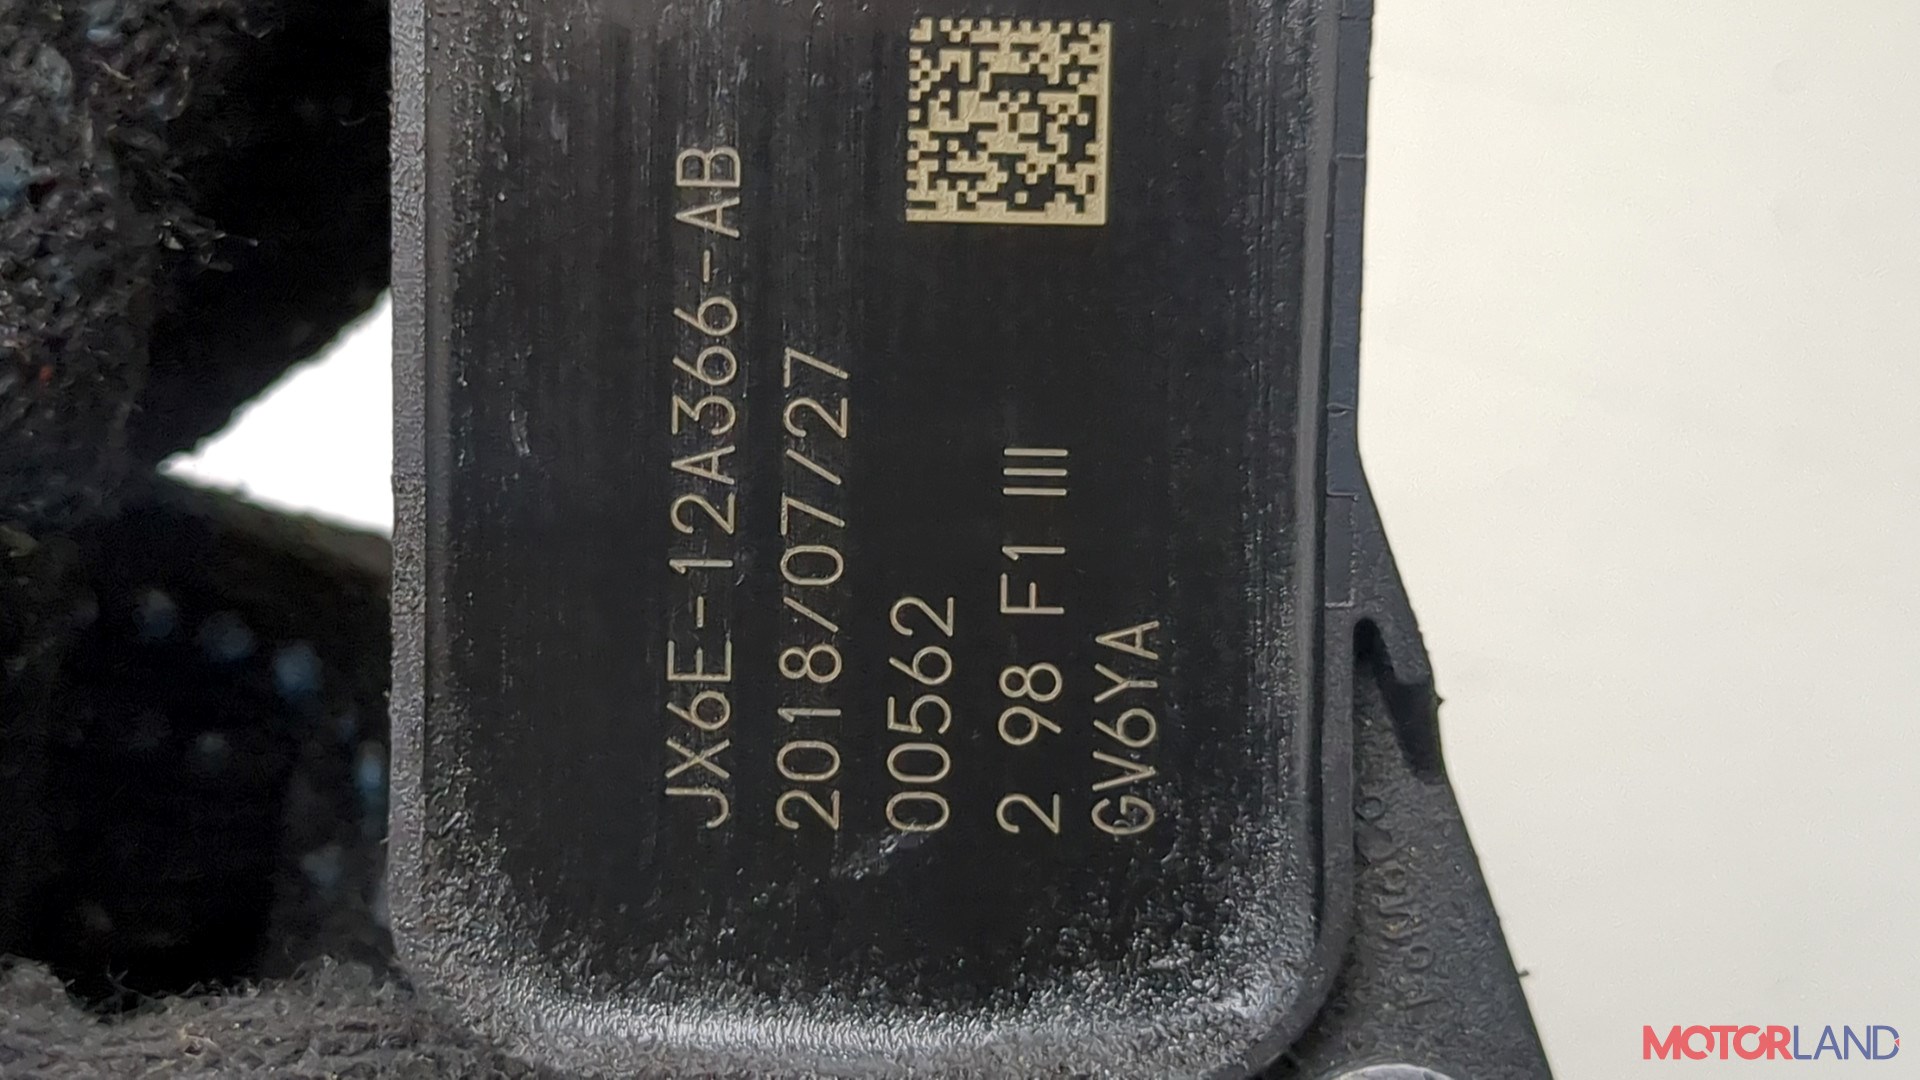 JX6E-12A366-AB
2018/07/27
00562
2 98 F1 III
GV6YA
MOTORLAND